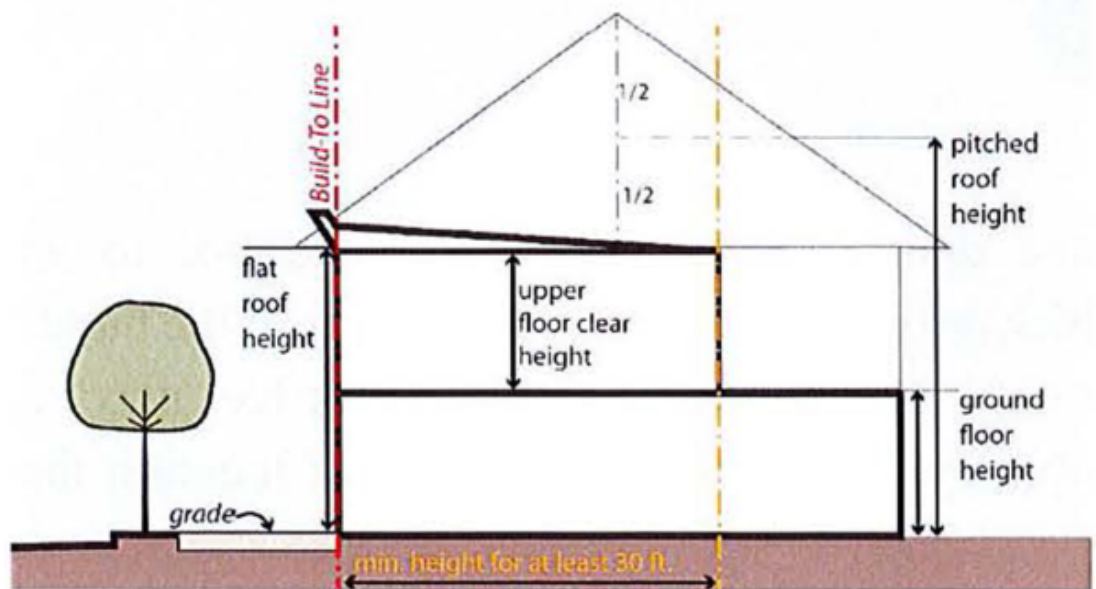 Build-To Line
1/2
1/2
pitched
roof
height
flat
roof
height
upper
floor clear
height
ground
floor
height
grade
min. height for at least 30 ft.